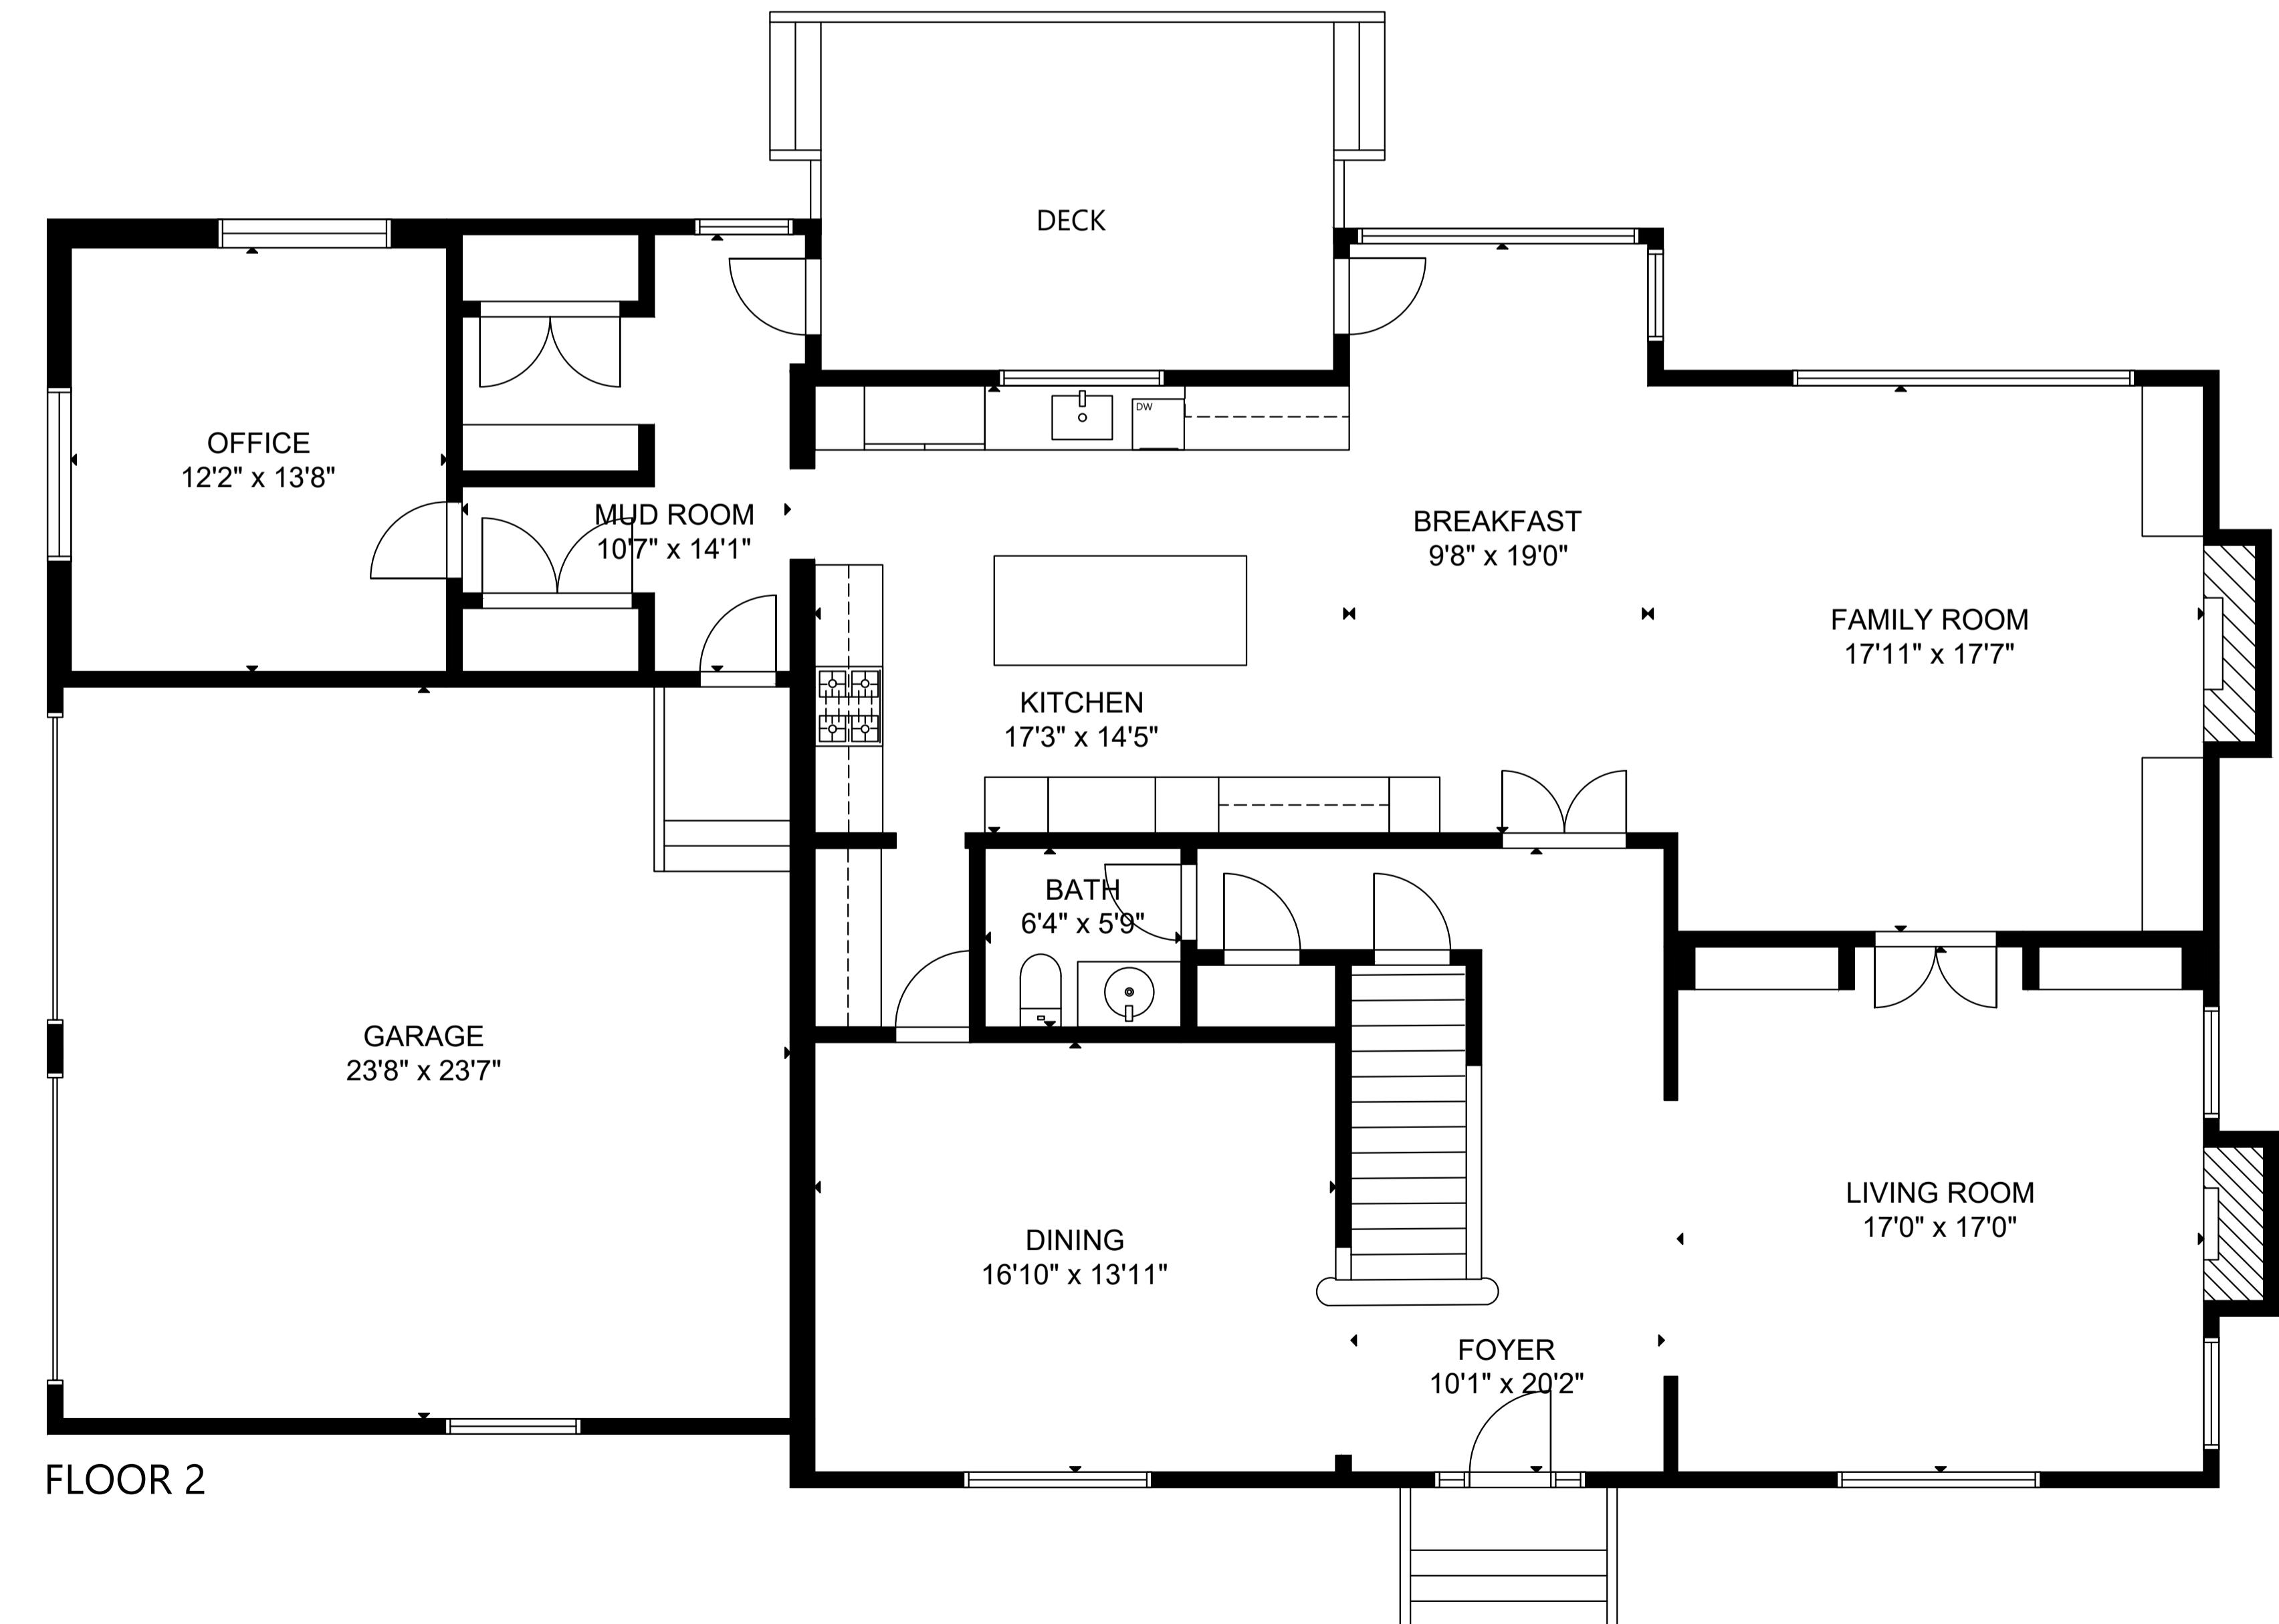 DECK
OFFICE
12'2" x 13'8"
MUD ROOM
10'7" x 14'1"
DW
BREAKFAST
9'8" x 19'0"
FAMILY ROOM
17'11" x 17'7"
KITCHEN
17'3" x 14'5"
BATH
6'4" x 5'9"
GARAGE
23'8" x 23'7"
LIVING ROOM
17'0" x 17'0"
DINING
16'10" x 13'11"
FOYER
10'1" x 20'2"
FLOOR 2